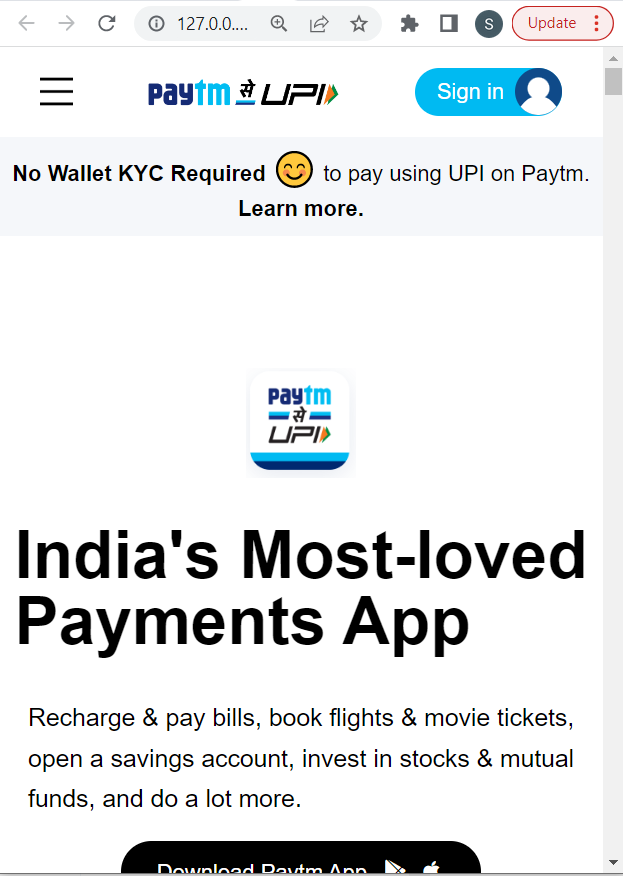 127.0.0....
S
Update
paytm से UPI
Sign in
No Wallet KYC Required 😊 to pay using UPI on Paytm.
Learn more.
paytm
से
UPI
India's Most-loved
Payments App
Recharge & pay bills, book flights & movie tickets,
open a savings account, invest in stocks & mutual
funds, and do a lot more.
Download Paytm App